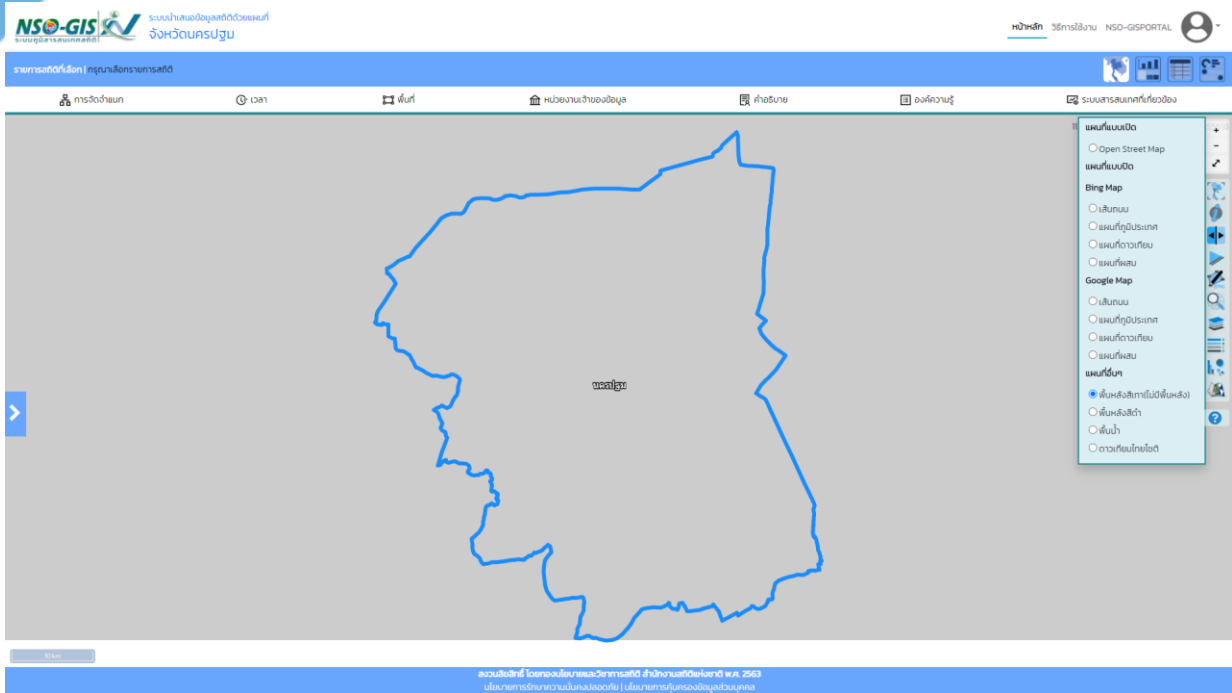 NSO-GIS
ระบบภูมิสารสนเทศสถิติ
ระบบนำเสนอข้อมูลสถิติด้วยแผนที่
จังหวัดนครปฐม
หน้าหลัก วิธีการใช้งาน NSO-GISPORTAL
รายการสถิติที่เลือก | กรุณาเลือกรายการสถิติ
การจัดจำแนก เวลา พื้นที่ หน่วยงานเจ้าของข้อมูล คำอธิบาย องค์ความรู้ ระบบสารสนเทศที่เกี่ยวข้อง
แผนที่แบบเปิด
Open Street Map
แผนที่แบบปิด
Bing Map
เส้นถนน
แผนที่ภูมิประเทศ
แผนที่ดาวเทียม
แผนที่ผสม
Google Map
เส้นถนน
แผนที่ภูมิประเทศ
แผนที่ดาวเทียม
แผนที่ผสม
แผนที่อื่นๆ
พื้นหลังสีเทา(ไม่มีพื้นหลัง)
พื้นหลังสีดำ
พื้นน้ำ
ดาวเทียมไทยโชติ
นครปฐม
10 km
สงวนลิขสิทธิ์ โดยกองนโยบายและวิชาการสถิติ สำนักงานสถิติแห่งชาติ พ.ศ. 2563
นโยบายการรักษาความมั่นคงปลอดภัย | นโยบายการคุ้มครองข้อมูลส่วนบุคคล